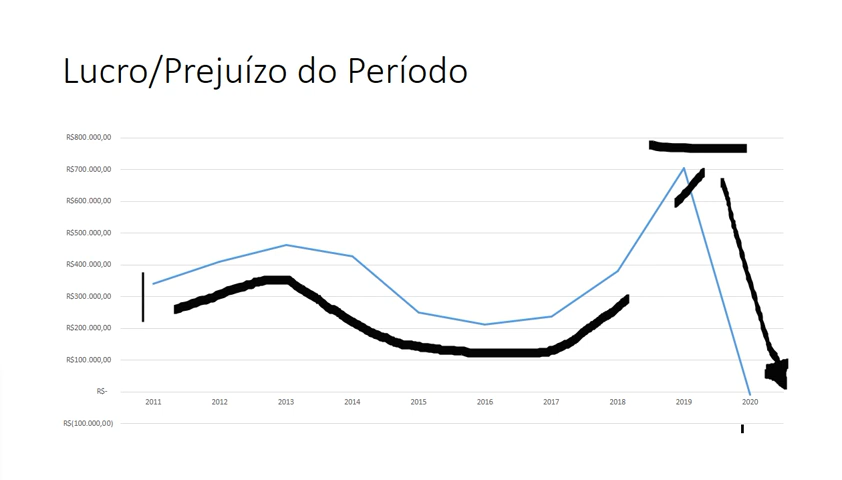 Lucro/Prejuízo do Período
R$800.000,00
R$700.000,00
R$600.000,00
R$500.000,00
R$400.000,00
R$300.000,00
R$200.000,00
R$100.000,00
R$-
2011 2012 2013 2014 2015 2016 2017 2018 2019 2020
R$(100.000,00)